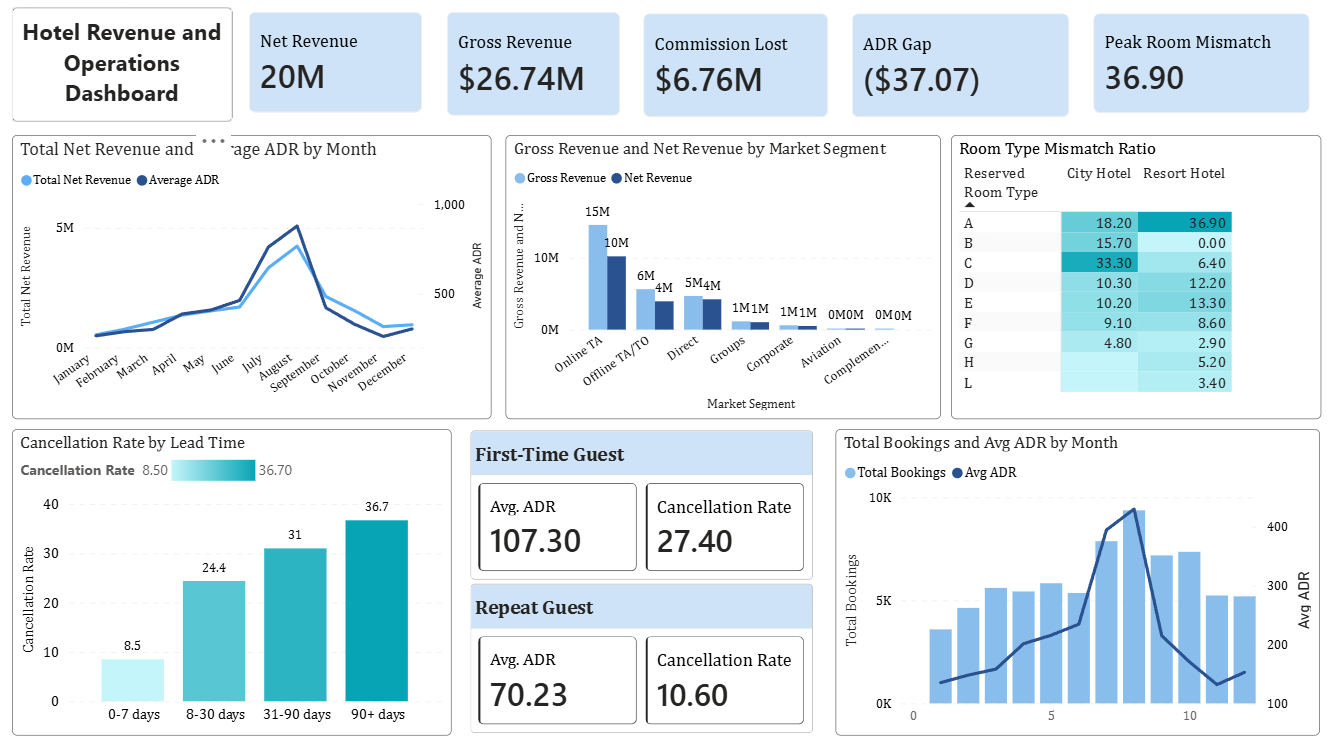 Hotel Revenue and
Operations
Dashboard
Net Revenue
20M
Gross Revenue
$26.74M
Commission Lost
$6.76M
ADR Gap
($37.07)
Peak Room Mismatch
36.90
Total Net Revenue and ... rage ADR by Month
Total Net Revenue Average ADR
1,000
5M
500
0M
Total Net Revenue
Average ADR
January
February
March
April
May
June
July
August
September
October
November
December
Gross Revenue and Net Revenue by Market Segment
Gross Revenue Net Revenue
Gross Revenue and N...
10M
0M
15M
10M
6M
4M
5M
4M
1M
1M
1M
1M
0M
0M
0M
0M
Online TA
Offline TA/TO
Direct
Groups
Corporate
Aviation
Complemen...
Market Segment
Room Type Mismatch Ratio
Reserved City Hotel Resort Hotel
Room Type
A 18.20 36.90
B 15.70 0.00
C 33.30 6.40
D 10.30 12.20
E 10.20 13.30
F 9.10 8.60
G 4.80 2.90
H 5.20
L 3.40
Cancellation Rate by Lead Time
Cancellation Rate 8.50 36.70
Cancellation Rate
40
30
20
10
0
8.5
24.4
31
36.7
0-7 days 8-30 days 31-90 days 90+ days
First-Time Guest
Avg. ADR
107.30
Cancellation Rate
27.40
Repeat Guest
Avg. ADR
70.23
Cancellation Rate
10.60
Total Bookings and Avg ADR by Month
Total Bookings Avg ADR
Total Bookings
10K
5K
0K
400
300
200
100
Avg ADR
0 5 10